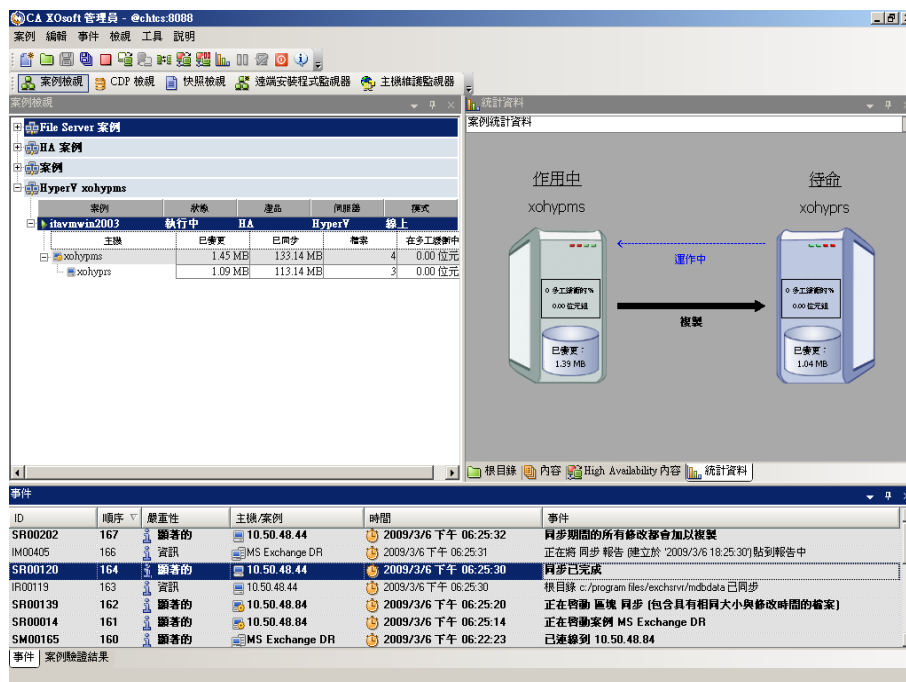 CA XOsoft 管理員 - @chtcs:8088
案例 編輯 事件 檢視 工具 說明
案例檢視 CDP 檢視 快照檢視 遠端安裝程式監視器 主機維護監視器
案例檢視
File Server 案例
HA 案例
案例
HyperV xohypms
案例 狀態 產品 伺服器 模式
itavmwin2003 執行中 HA HyperV 線上
主機 已變更 已同步 檔案 在多工緩衝中
xohypms 1.45 MB 133.14 MB 4 0.00 位元
xohyprs 1.09 MB 113.14 MB 3 0.00 位元
統計資料
案例統計資料
作用中
xohypms
待命
xohyprs
運作中
複製
0 多工緩衝的%
0.00 位元組
已變更：
1.39 MB
0 多工緩衝的%
0.00 位元組
已變更：
1.04 MB
根目錄 內容 High Availability 內容 統計資料
事件
ID 順序 嚴重性 主機/案例 時間 事件
SR00202 167 顯著的 10.50.48.44 2009/3/6 下午 06:25:32 同步期間的所有修改都會加以複製
IM00405 166 資訊 MS Exchange DR 2009/3/6 下午 06:25:31 正在將 同步 報告 (建立於 '2009/3/6 18:25:30') 貼到報告中
SR00120 164 顯著的 10.50.48.44 2009/3/6 下午 06:25:30 同步已完成
IR00119 163 資訊 10.50.48.44 2009/3/6 下午 06:25:30 根目錄 c:/program files/exchsrvr/mdbdata 已同步
SR00139 162 顯著的 10.50.48.84 2009/3/6 下午 06:25:20 正在啟動 區塊 同步 (包含具有相同大小與修改時間的檔案)
SR00014 161 顯著的 10.50.48.84 2009/3/6 下午 06:25:14 正在啟動案例 MS Exchange DR
SM00165 160 顯著的 MS Exchange DR 2009/3/6 下午 06:22:23 已連線到 10.50.48.84
事件 案例驗證結果